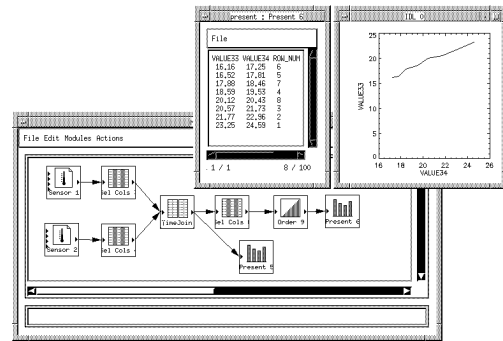 present : Present 6
File
VALUE33 VALUE34 ROW_NUM
16.16 17.25 6
16.52 17.81 5
17.88 18.46 7
18.59 19.53 4
20.12 20.43 8
20.57 21.73 3
21.77 22.96 2
23.25 24.59 1
1 / 1 8 / 100
IDL 0
25
20
15
10
5
0
VALUE33
16 18 20 22 24 26
VALUE34
File Edit Modules Actions
Sensor 1
el Cols
TimeJoin
el Cols
Order 9
Present 6
Sensor 2
el Cols
Present 5